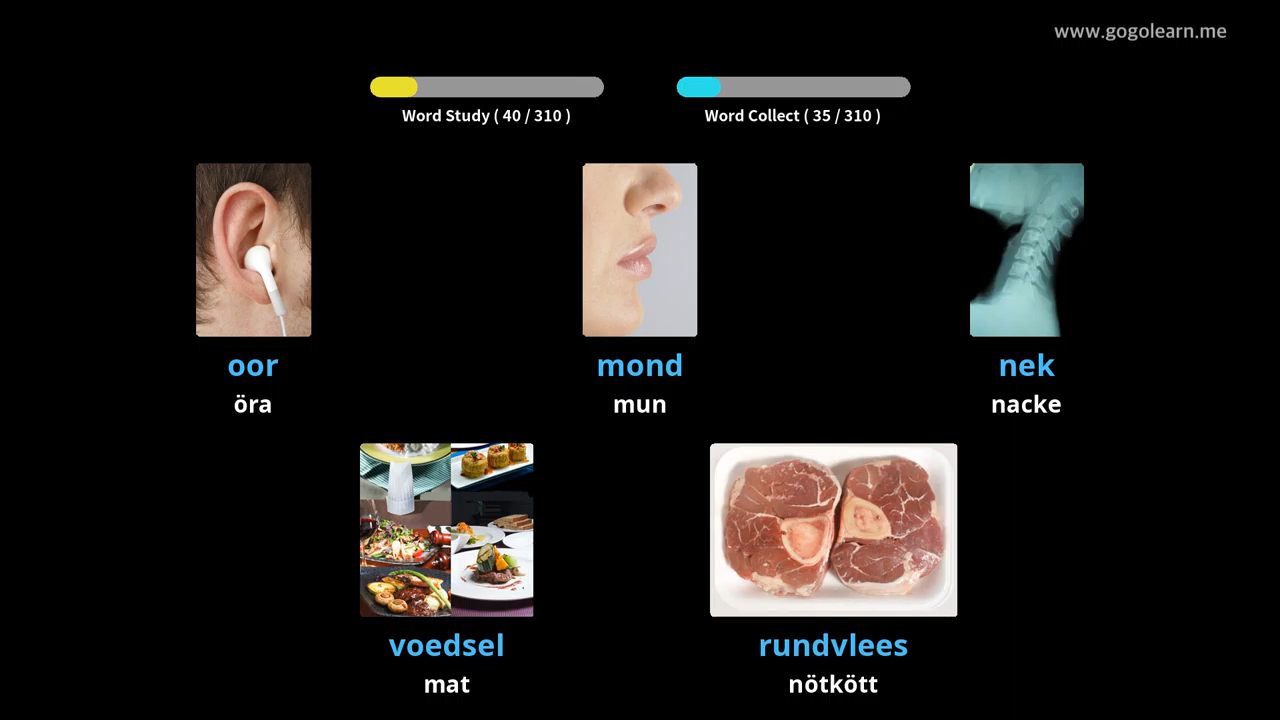 www.gogolearn.me
Word Study ( 40 / 310 )
Word Collect ( 35 / 310 )
oor
öra
mond
mun
nek
nacke
voedsel
mat
rundvlees
nötkött